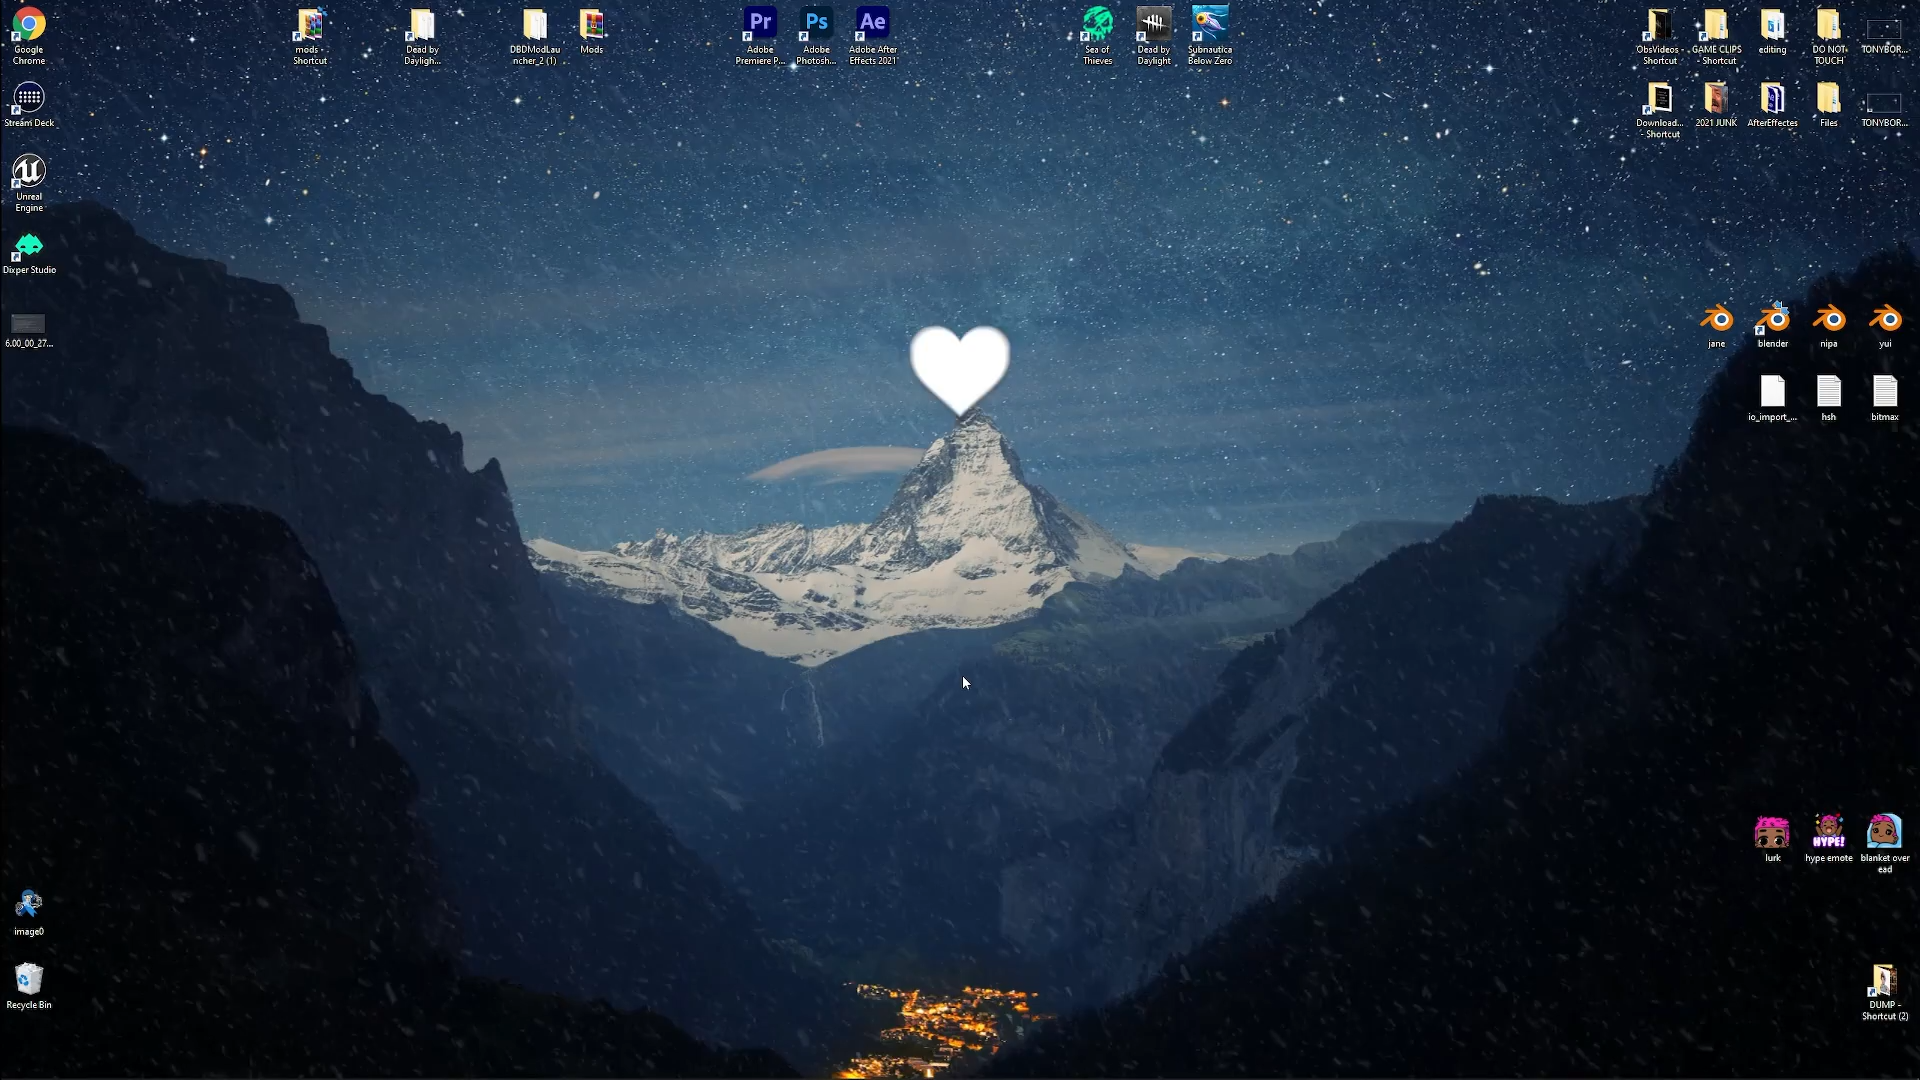 Google
Chrome
mods -
Shortcut
Dead by
Dayligh...
DBDModLau
ncher_2 (1)
Mods
Pr
Adobe
Premiere P...
Ps
Adobe
Photosh...
Ae
Adobe After
Effects 2021
Sea of
Thieves
Dead by
Daylight
Subnautica
Below Zero
ObsVideos -
Shortcut
GAME CLIPS
- Shortcut
editing
DO NOT
TOUCH
TONYBOR...
Stream Deck
Download...
- Shortcut
2021 JUNK
AfterEffectes
Files
TONYBOR...
Unreal
Engine
Dixper Studio
6.00_00_27...
jane
blender
nipa
yui
io_import_...
hsh
bitmax
lurk
HYPE!
hype emote
blanket over
ead
image0
Recycle Bin
DUMP -
Shortcut (2)